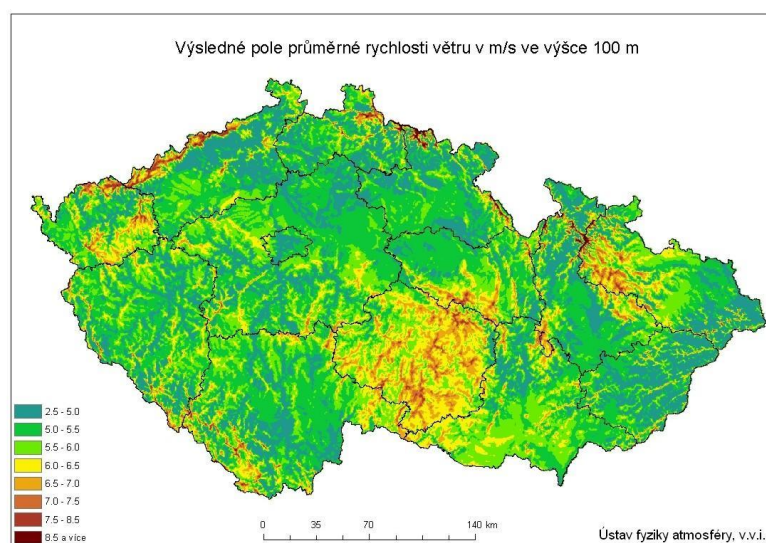 Výsledné pole průměrné rychlosti větru v m/s ve výšce 100 m
2.5 - 5.0
5.0 - 5.5
5.5 - 6.0
6.0 - 6.5
6.5 - 7.0
7.0 - 7.5
7.5 - 8.5
8.5 a více
0 35 70 140 km
Ústav fyziky atmosféry, v.v.i.